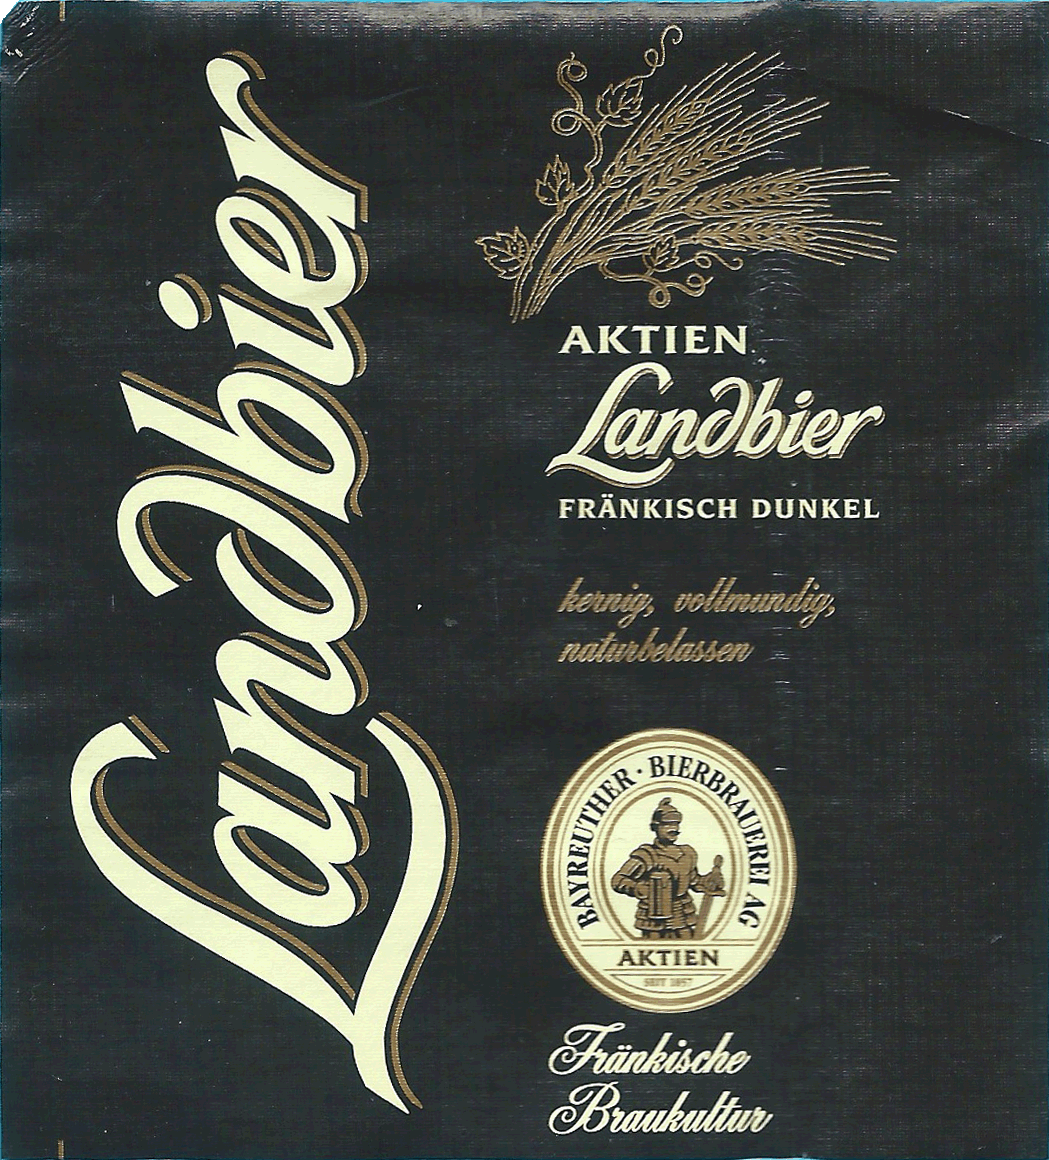 Landbier
AKTIEN
Landbier
FRÄNKISCH DUNKEL
kernig, vollmundig,
naturbelassen
BAYREUTHER · BIERBRAUEREI AG
AKTIEN
SEIT 1857
Fränkische
Braukultur